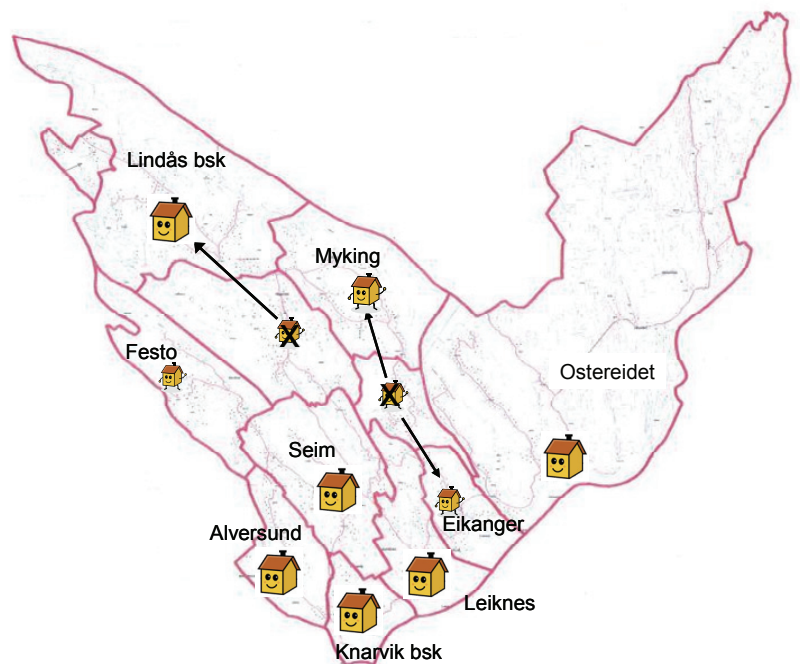 Lindås bsk
Myking
Festo
Ostereidet
Seim
Eikanger
Alversund
Leiknes
Knarvik bsk